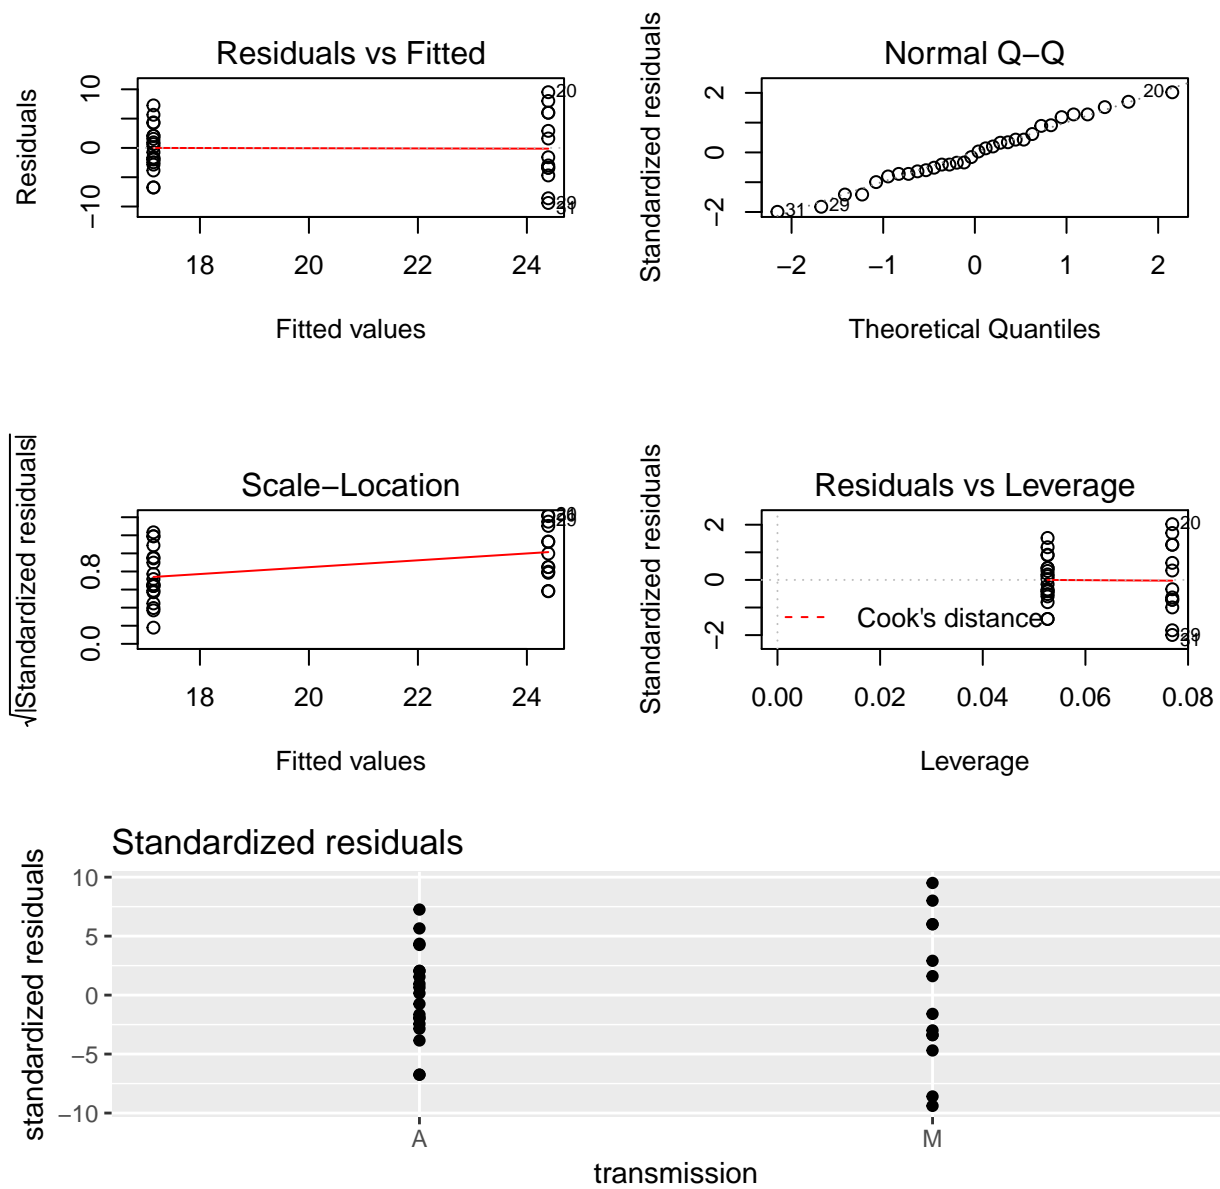 Residuals vs Fitted
Residuals
10
0
−10
20
29
31
18 20 22 24
Fitted values
Normal Q−Q
Standardized residuals
2
0
−2
20
31
29
−2 −1 0 1 2
Theoretical Quantiles
Scale−Location
√|Standardized residuals|
0.8
0.0
29
18 20 22 24
Fitted values
Residuals vs Leverage
Standardized residuals
2
0
−2
20
Cook's distance
29
31
0.00 0.02 0.04 0.06 0.08
Leverage
Standardized residuals
standardized residuals
10
5
0
−5
−10
A M
transmission